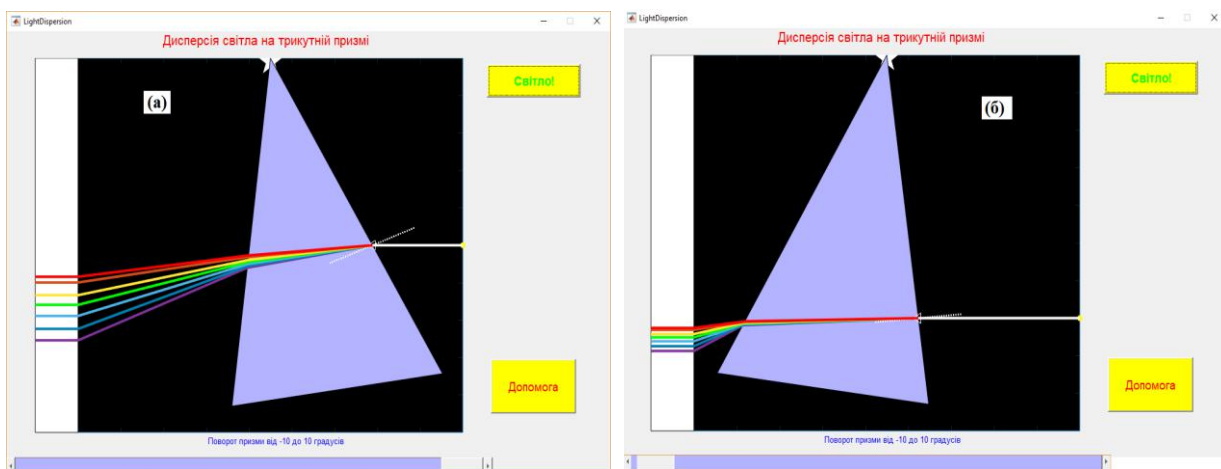 LightDispersion
Дисперсія світла на трикутній призмі
(а)
Світло!
Допомога
Поворот призми від -10 до 10 градусів
LightDispersion
Дисперсія світла на трикутній призмі
(б)
Світло!
Допомога
Поворот призми від -10 до 10 градусів